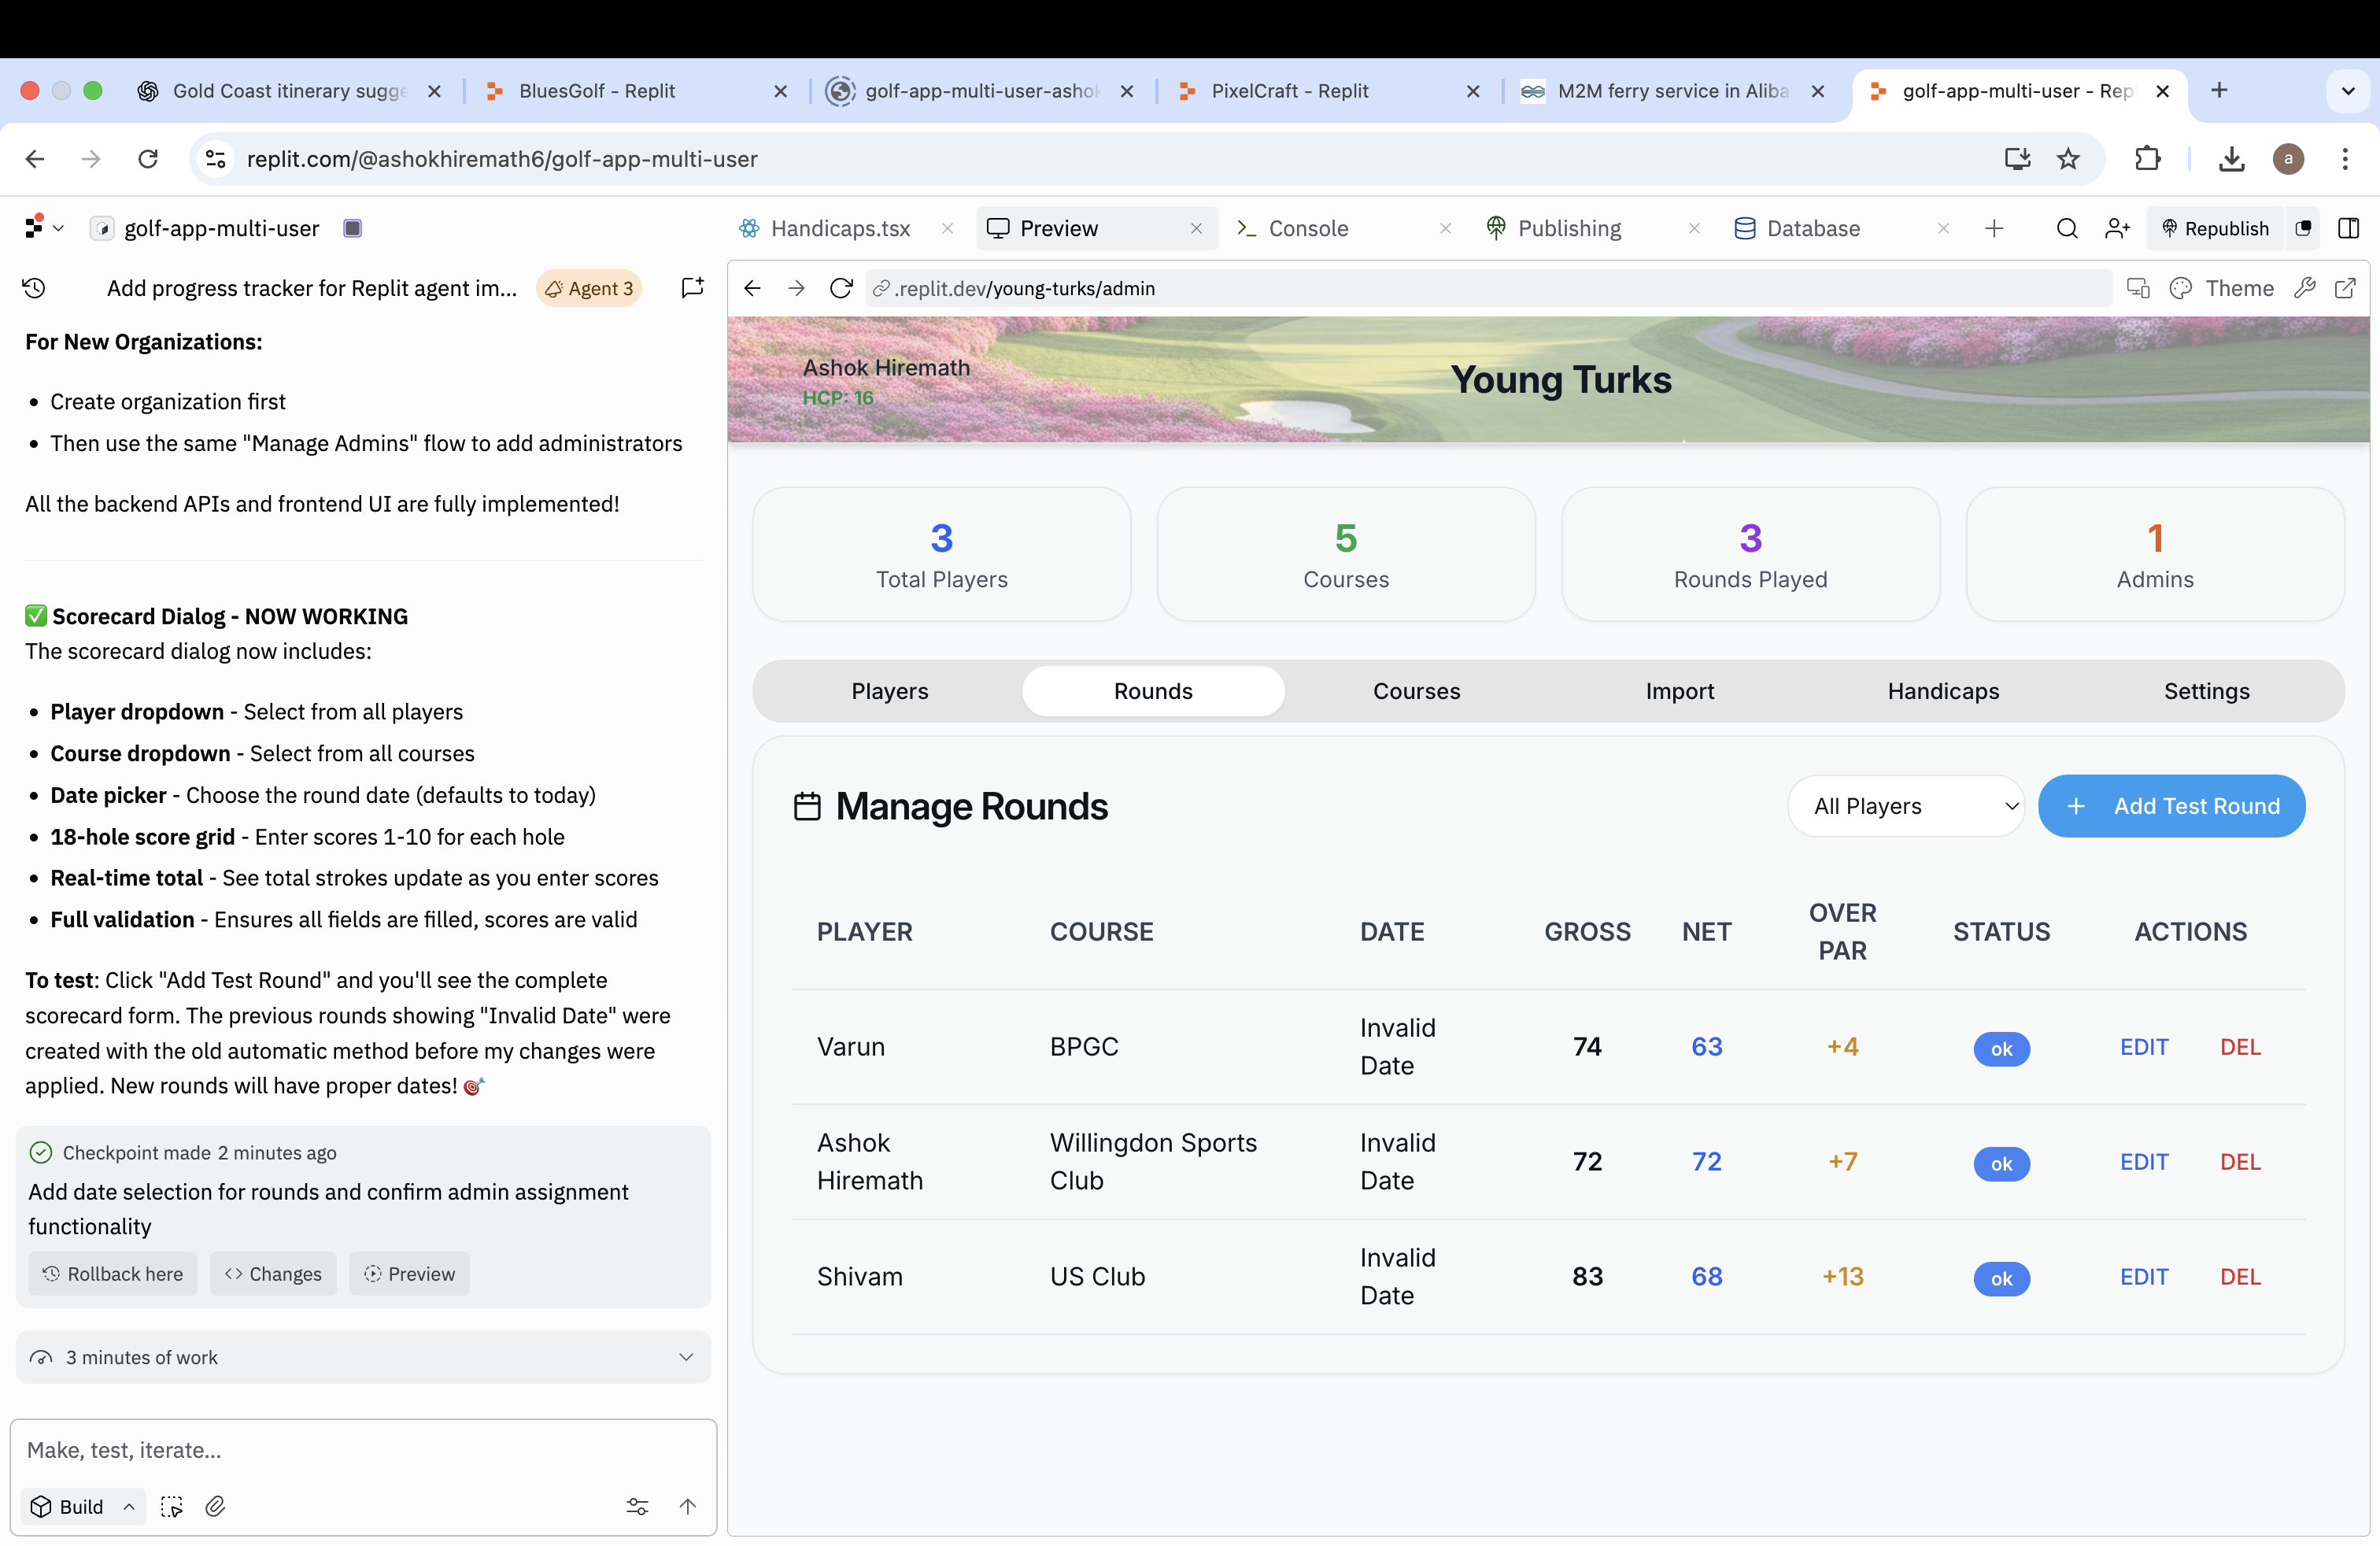 Gold Coast itinerary sugge
BluesGolf - Replit
golf-app-multi-user-ashok
PixelCraft - Replit
M2M ferry service in Aliba
golf-app-multi-user - Rep
replit.com/@ashokhiremath6/golf-app-multi-user
a
golf-app-multi-user
Handicaps.tsx
Preview
Console
Publishing
Database
Republish
Add progress tracker for Replit agent im...
Agent 3
.replit.dev/young-turks/admin
Theme
For New Organizations:
• Create organization first
• Then use the same "Manage Admins" flow to add administrators
All the backend APIs and frontend UI are fully implemented!
✅ Scorecard Dialog - NOW WORKING
The scorecard dialog now includes:
• Player dropdown - Select from all players
• Course dropdown - Select from all courses
• Date picker - Choose the round date (defaults to today)
• 18-hole score grid - Enter scores 1-10 for each hole
• Real-time total - See total strokes update as you enter scores
• Full validation - Ensures all fields are filled, scores are valid
To test: Click "Add Test Round" and you'll see the complete
scorecard form. The previous rounds showing "Invalid Date" were
created with the old automatic method before my changes were
applied. New rounds will have proper dates! 🎯
Checkpoint made 2 minutes ago
Add date selection for rounds and confirm admin assignment
functionality
Rollback here
Changes
Preview
3 minutes of work
Make, test, iterate...
Build
Ashok Hiremath
HCP: 16
Young Turks
3
Total Players
5
Courses
3
Rounds Played
1
Admins
Players
Rounds
Courses
Import
Handicaps
Settings
Manage Rounds
All Players
+ Add Test Round
PLAYER COURSE DATE GROSS NET OVER PAR STATUS ACTIONS
Varun BPGC Invalid Date 74 63 +4 ok EDIT DEL
Ashok Hiremath Willingdon Sports Club Invalid Date 72 72 +7 ok EDIT DEL
Shivam US Club Invalid Date 83 68 +13 ok EDIT DEL